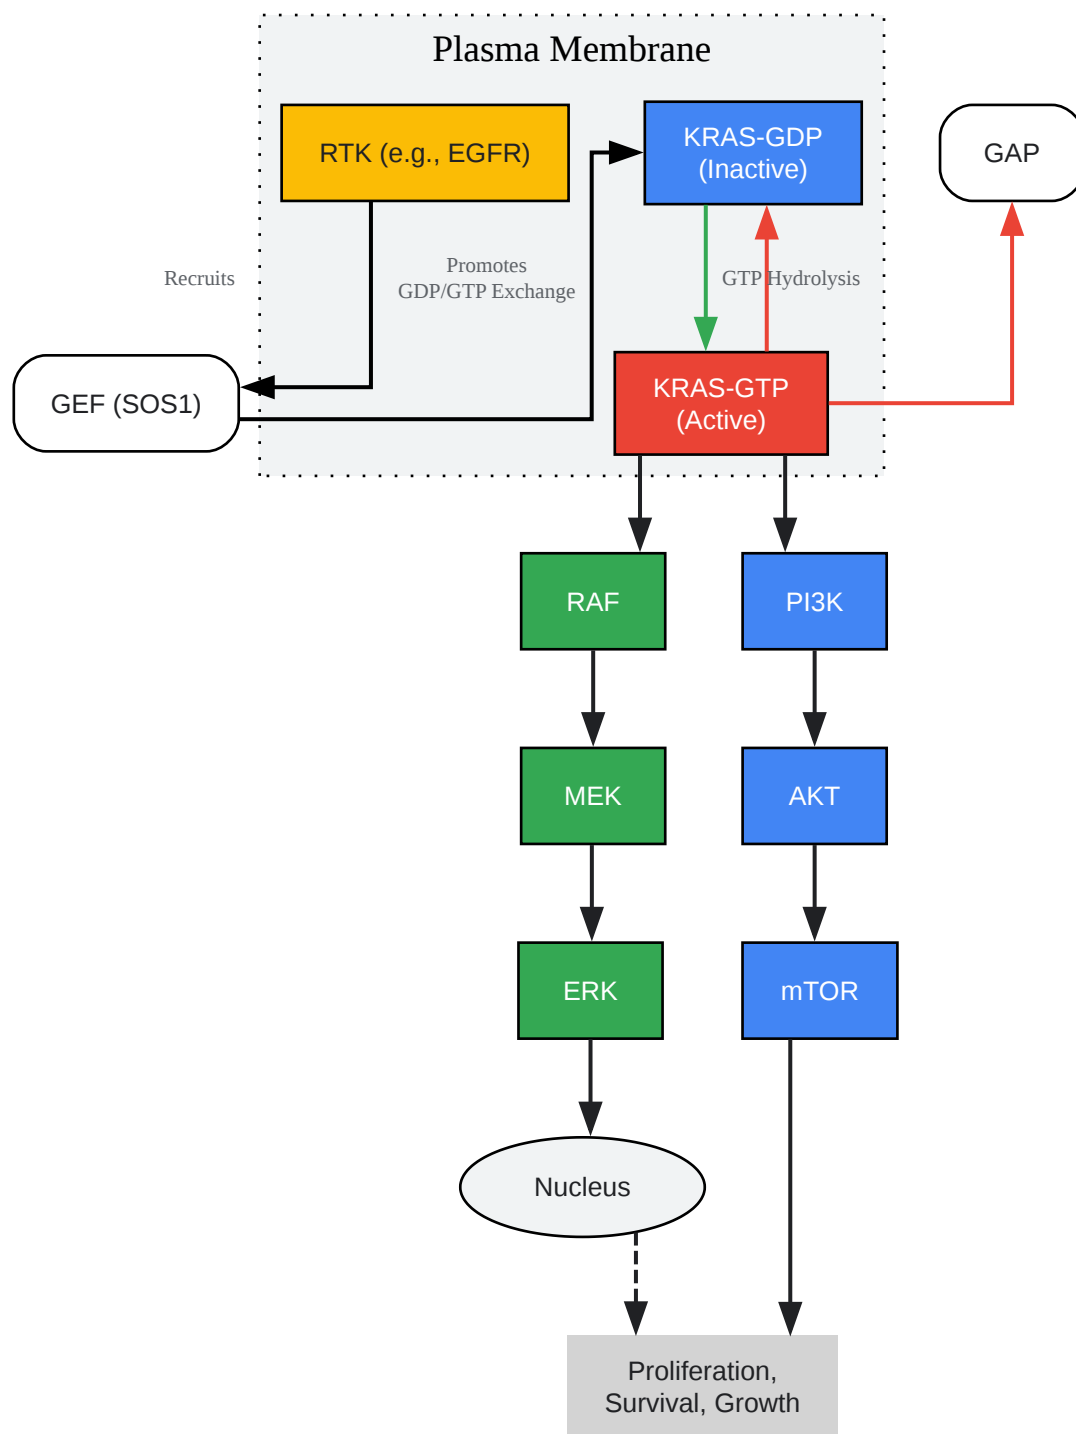 Plasma Membrane
RTK (e.g., EGFR)
KRAS-GDP
(Inactive)
GAP
Recruits
Promotes
GDP/GTP Exchange
GTP Hydrolysis
GEF (SOS1)
KRAS-GTP
(Active)
RAF
PI3K
MEK
AKT
ERK
mTOR
Nucleus
Proliferation,
Survival, Growth